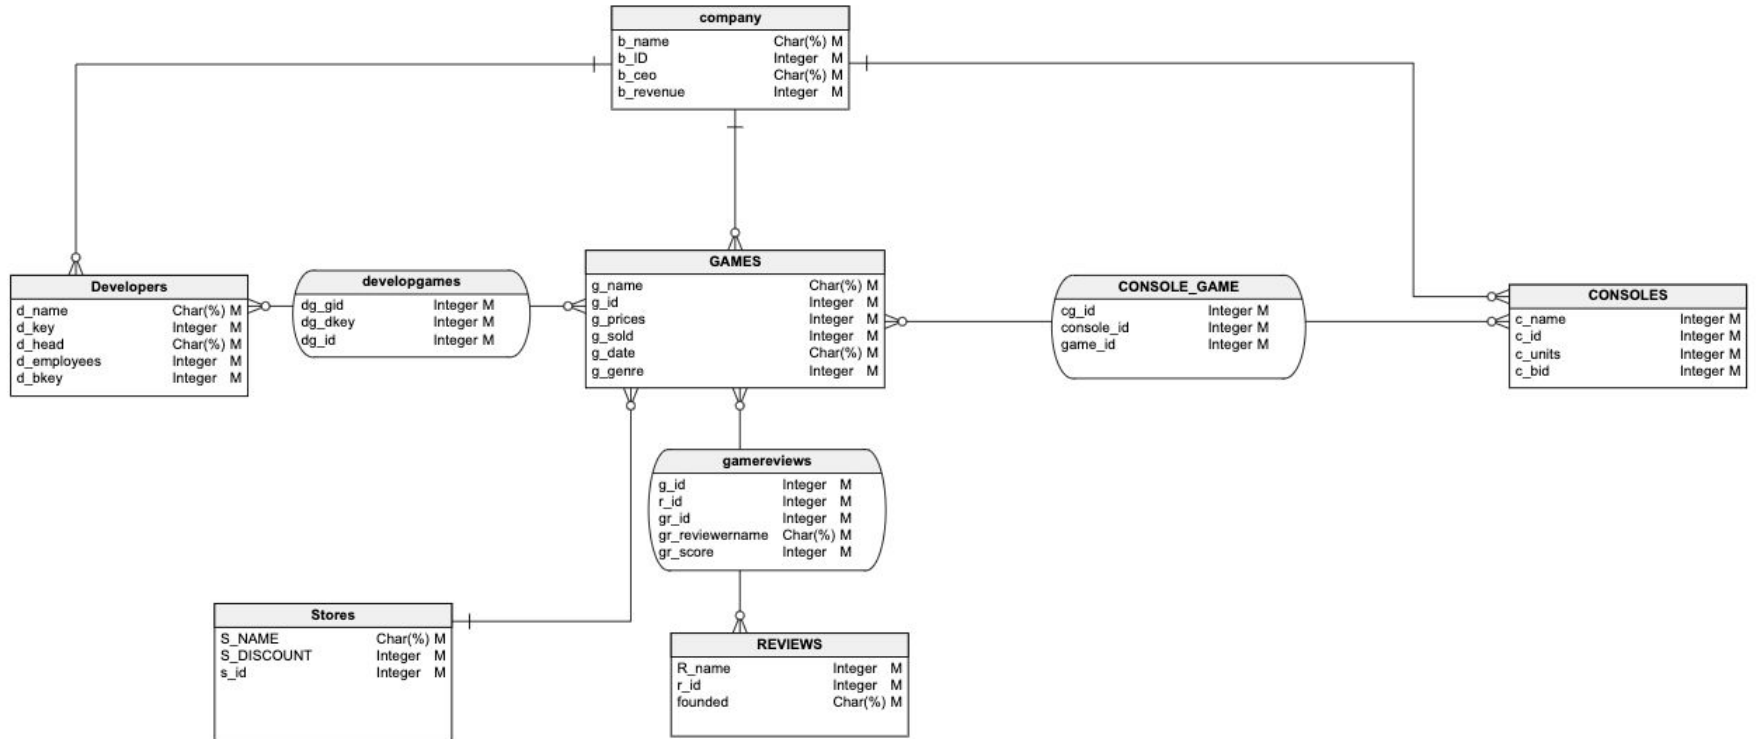 company
b_name Char(%) M
b_ID Integer M
b_ceo Char(%) M
b_revenue Integer M
Developers
d_name Char(%) M
d_key Integer M
d_head Char(%) M
d_employees Integer M
d_bkey Integer M
developgames
dg_gid Integer M
dg_dkey Integer M
dg_id Integer M
GAMES
g_name Char(%) M
g_id Integer M
g_prices Integer M
g_sold Integer M
g_date Char(%) M
g_genre Integer M
CONSOLE_GAME
cg_id Integer M
console_id Integer M
game_id Integer M
CONSOLES
c_name Integer M
c_id Integer M
c_units Integer M
c_bid Integer M
gamereviews
g_id Integer M
r_id Integer M
gr_id Integer M
gr_reviewername Char(%) M
gr_score Integer M
Stores
S_NAME Char(%) M
S_DISCOUNT Integer M
s_id Integer M
REVIEWS
R_name Integer M
r_id Integer M
founded Char(%) M